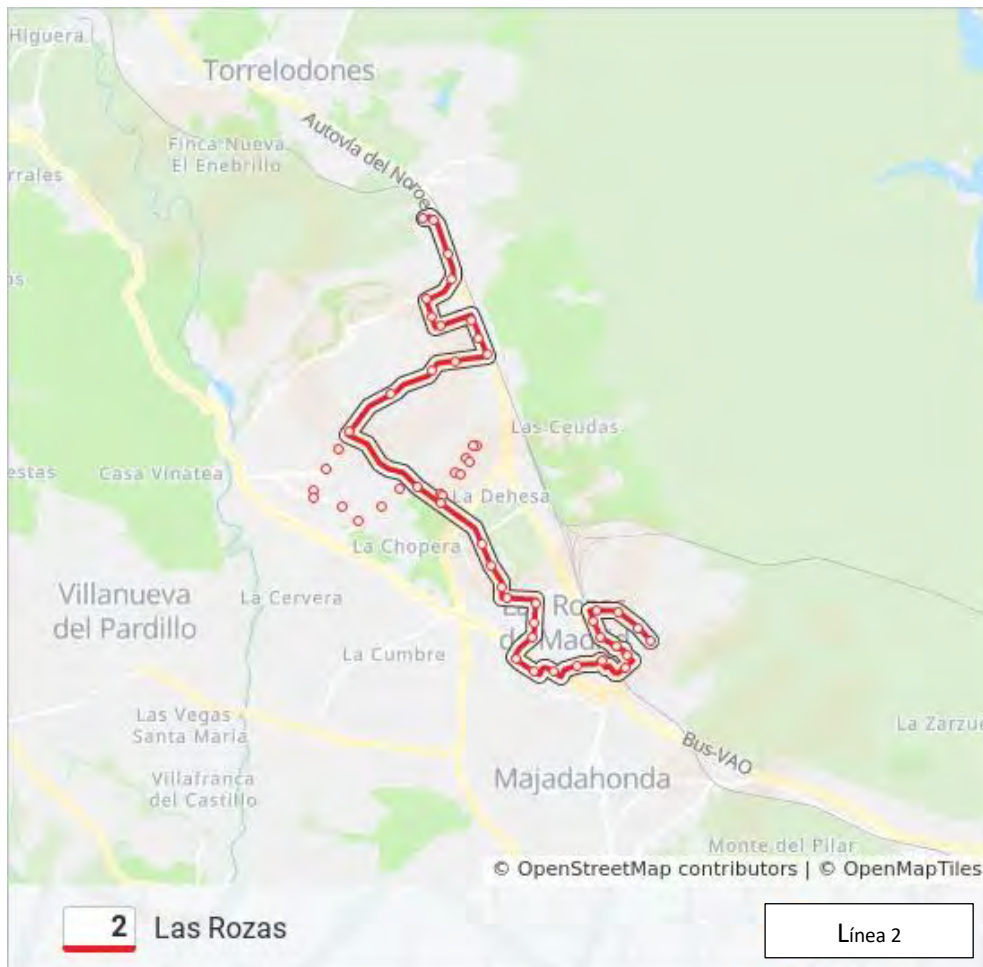 Higuera
Torrelodones
Autovía del Noroe
Finca Nueva
El Enebrillo
rrales
Las Ceudas
estas
Casa Vinatea
La Dehesa
La Chopera
Villanueva
del Pardillo
La Cervera
La Cumbre
Las Vegas -
Santa María
La Zarzue
Bus-VAO
Majadahonda
Villafranca
del Castillo
Monte del Pilar
© OpenStreetMap contributors | © OpenMapTiles
2 Las Rozas
Línea 2